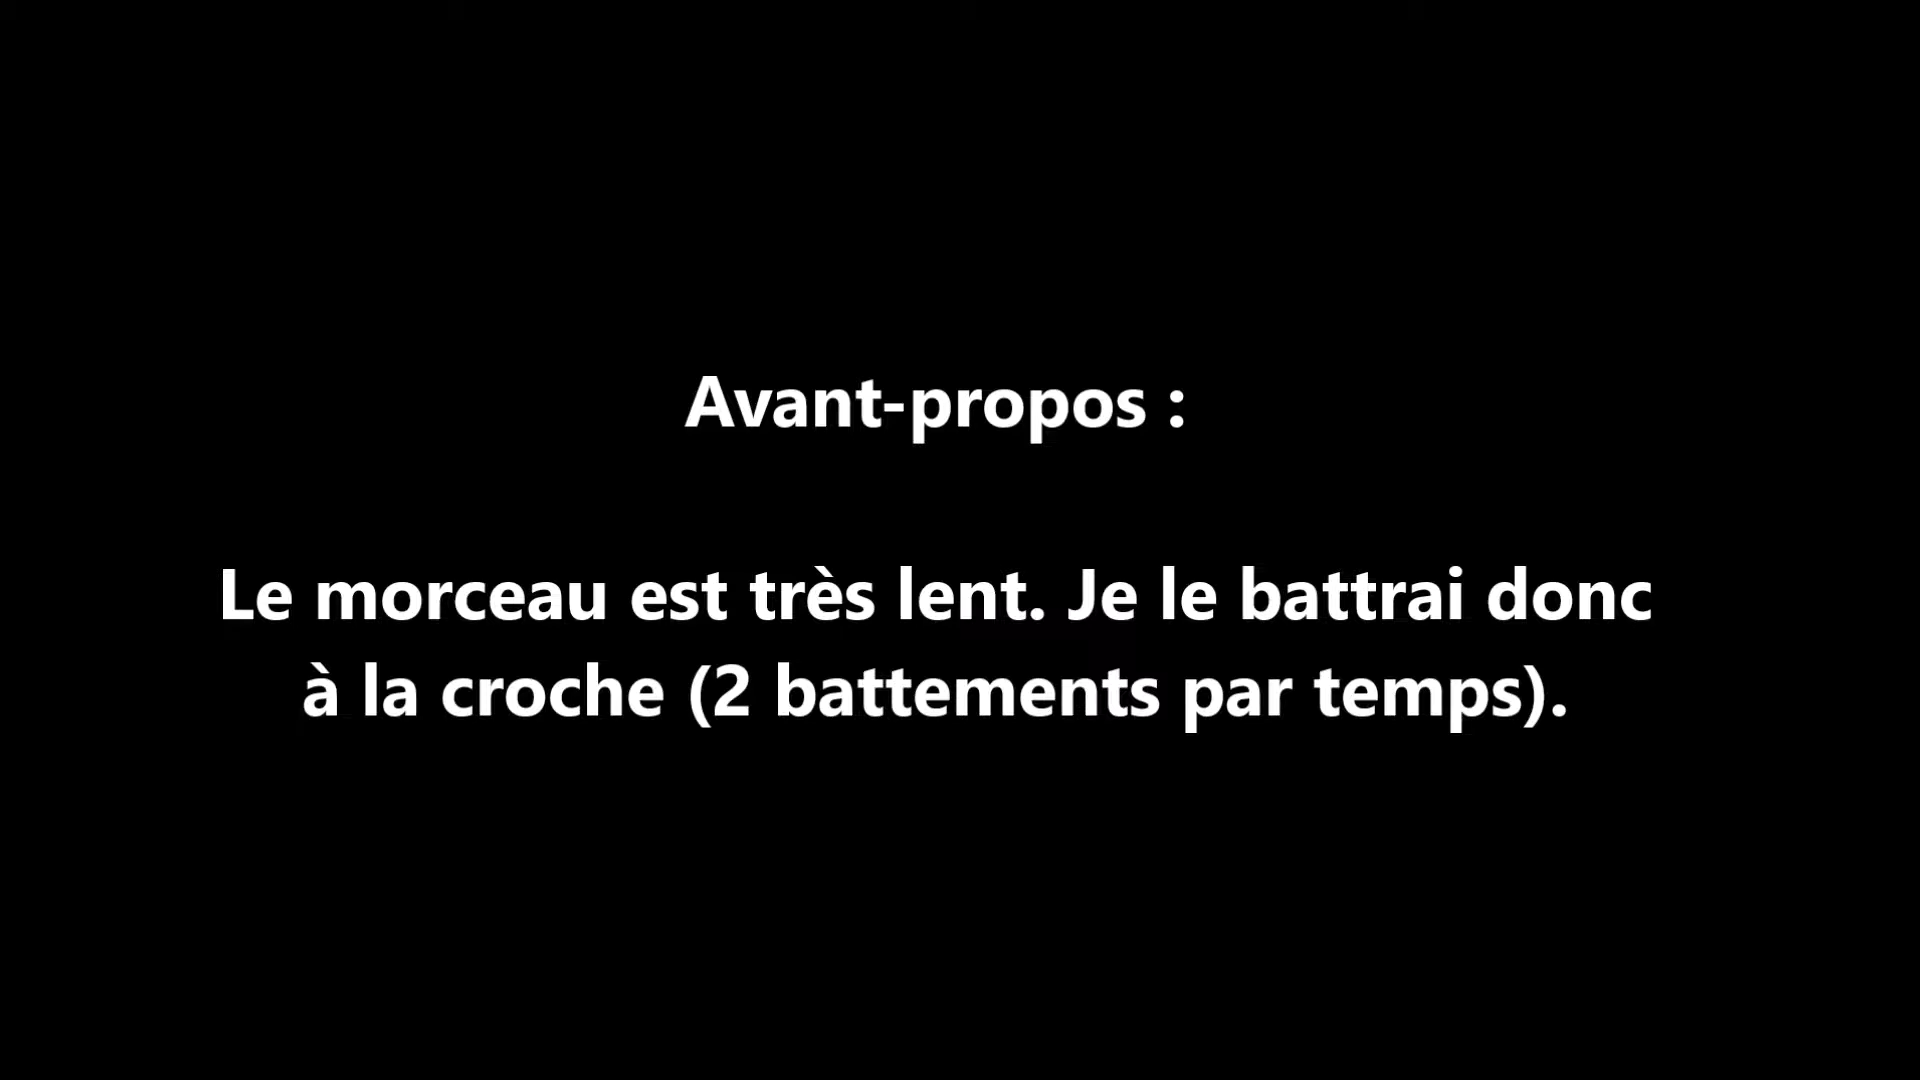 Avant-propos :
Le morceau est très lent. Je le battrai donc
à la croche (2 battements par temps).